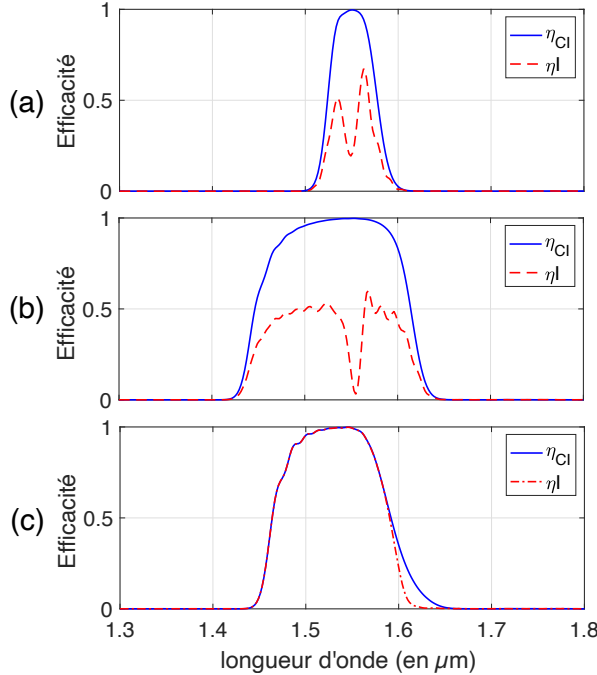 (a)
Efficacité
1
0.5
0
η_CI
ηI
(b)
Efficacité
1
0.5
0
η_CI
ηI
(c)
Efficacité
1
0.5
0
η_CI
ηI
1.3 1.4 1.5 1.6 1.7 1.8
longueur d'onde (en μm)